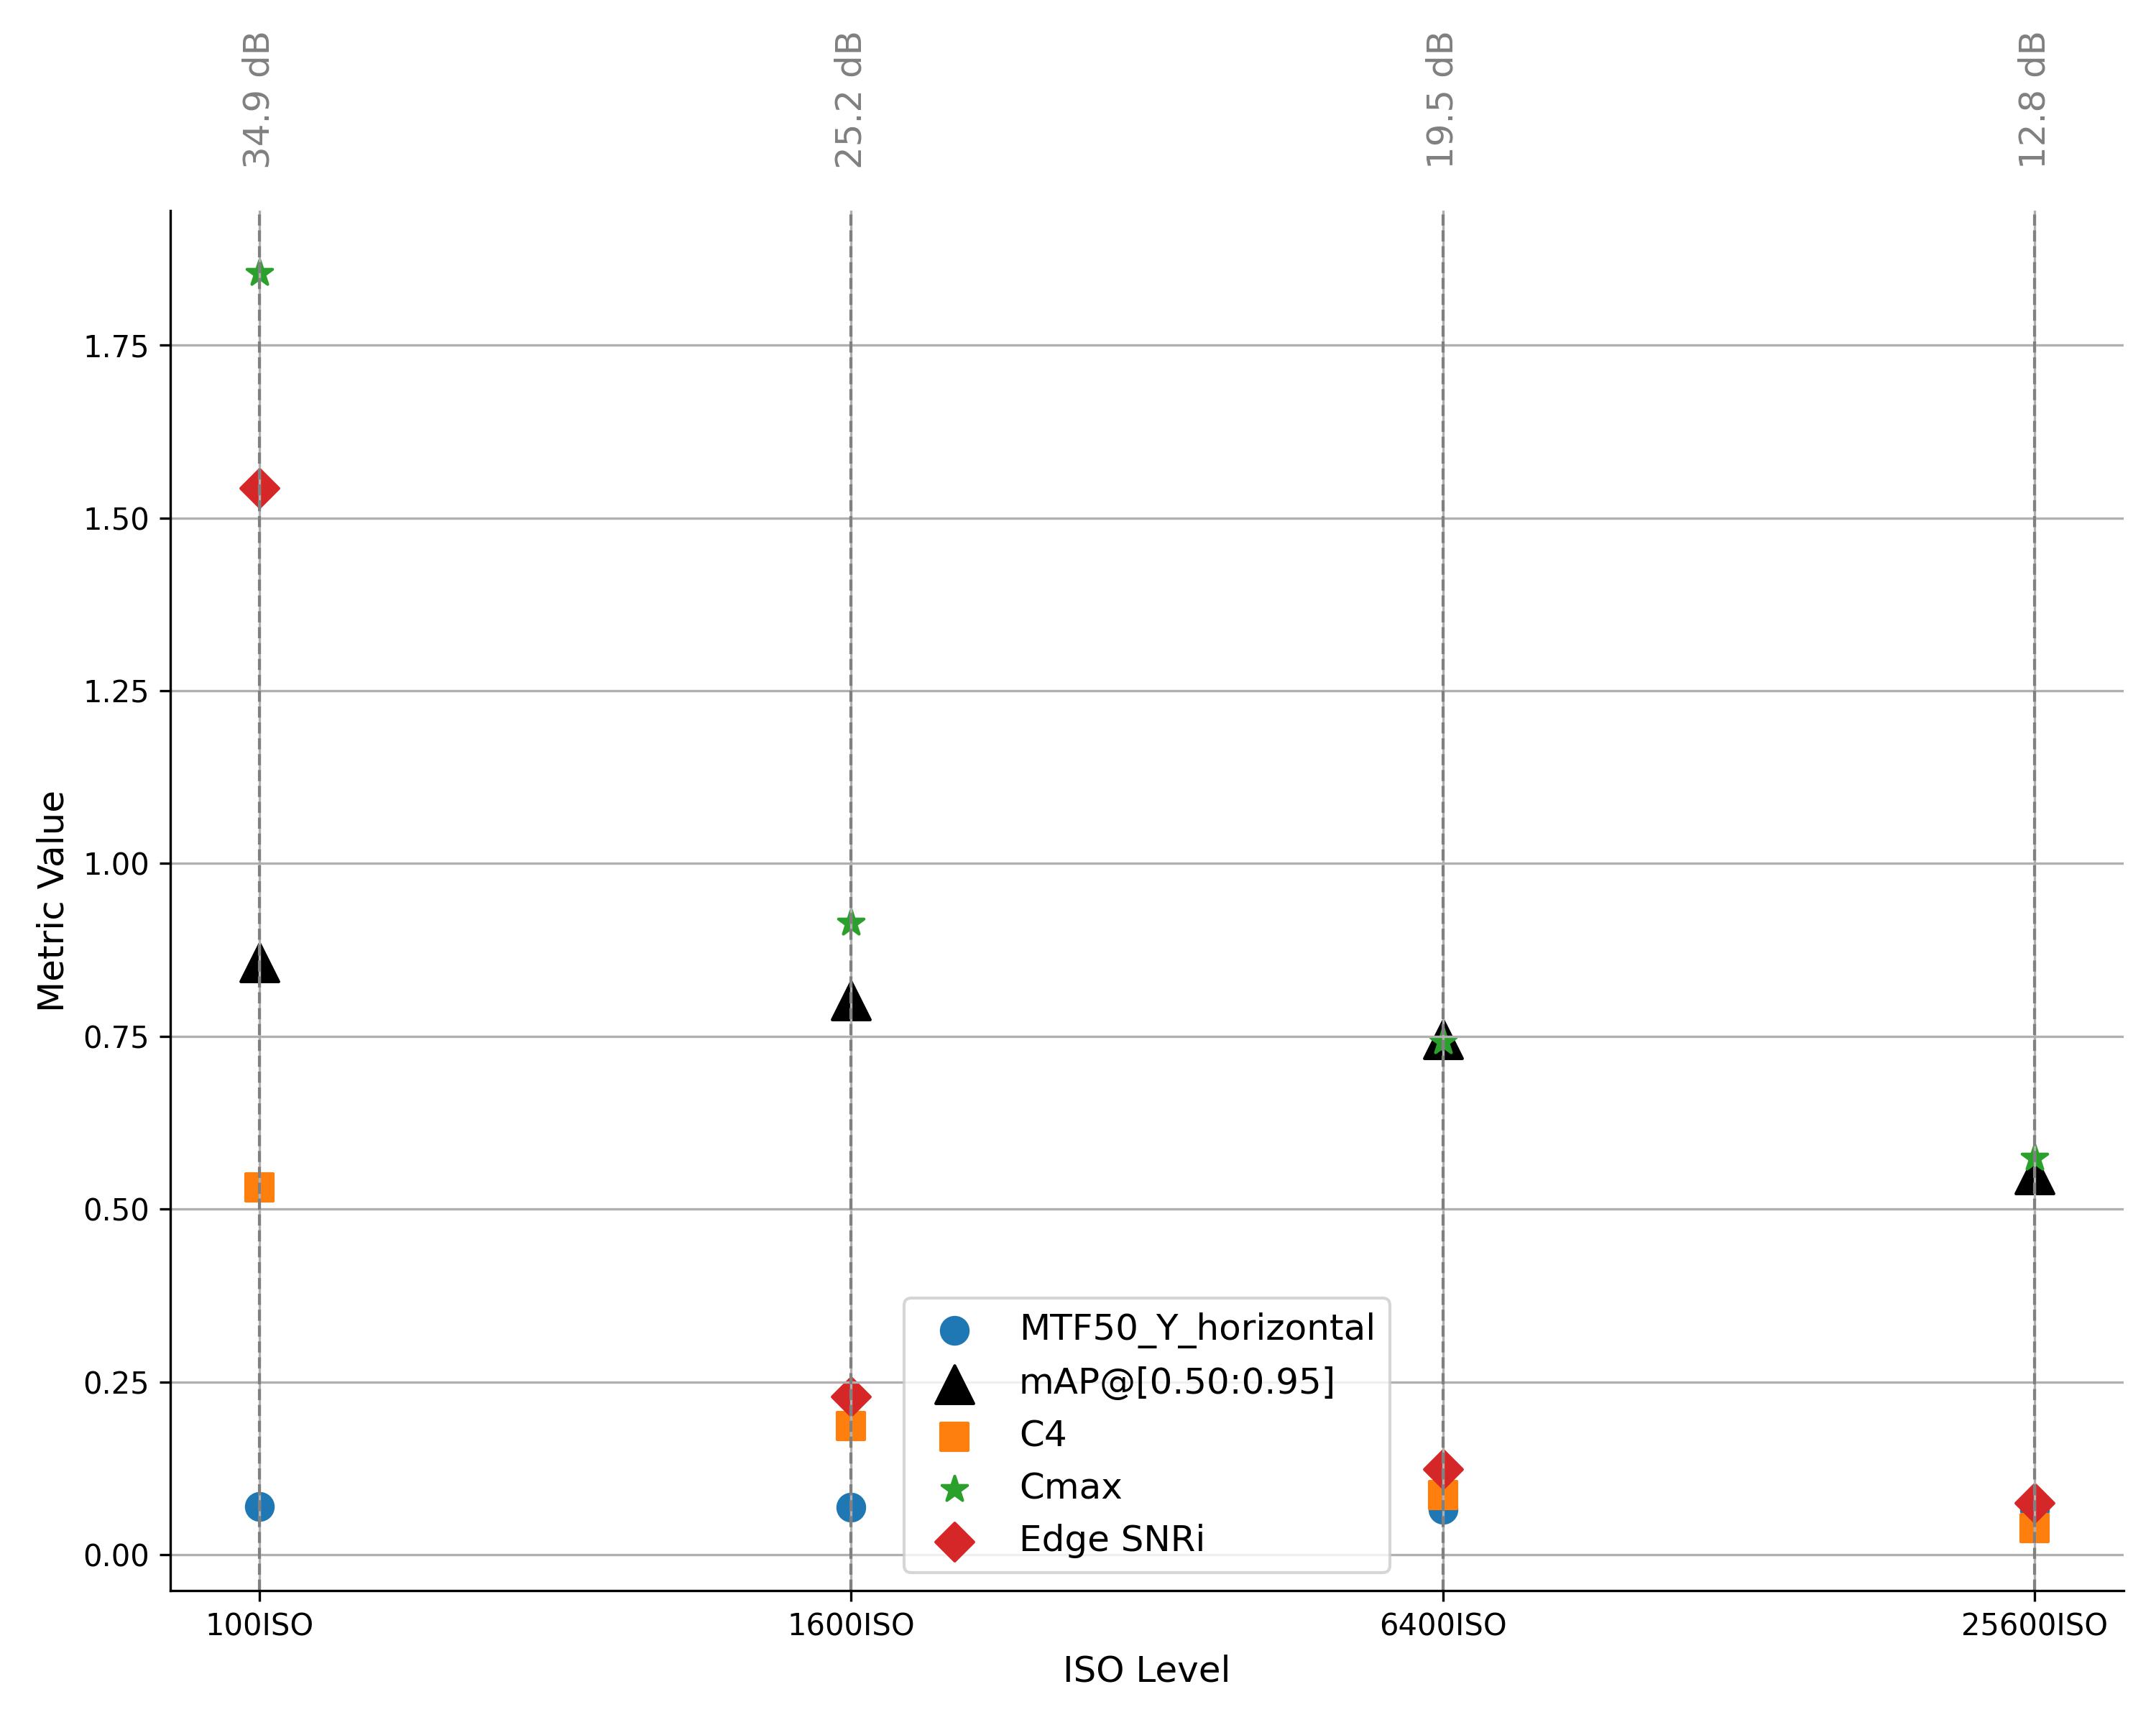 34.9 dB
25.2 dB
19.5 dB
12.8 dB
Metric Value
1.75
1.50
1.25
1.00
0.75
0.50
0.25
0.00
MTF50_Y_horizontal
mAP@[0.50:0.95]
C4
Cmax
Edge SNRi
100ISO
1600ISO
6400ISO
25600ISO
ISO Level